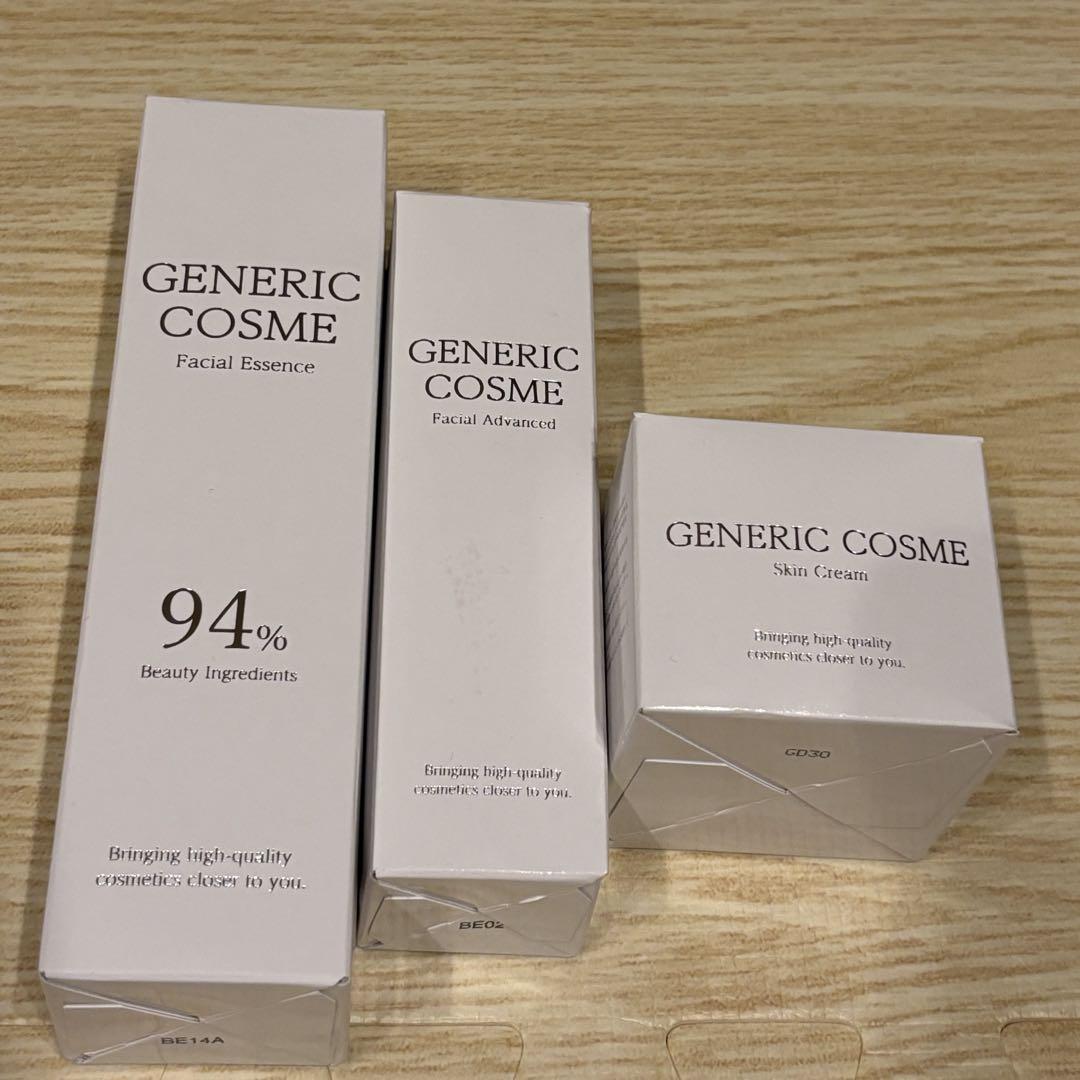 GENERIC
COSME
Facial Essence
94%
Beauty Ingredients
Bringing high-quality
cosmetics closer to you.
BE14A
GENERIC
COSME
Facial Advanced
Bringing high-quality
cosmetics closer to you.
BE02
GENERIC COSME
Skin Cream
Bringing high-quality
cosmetics closer to you.
GD30